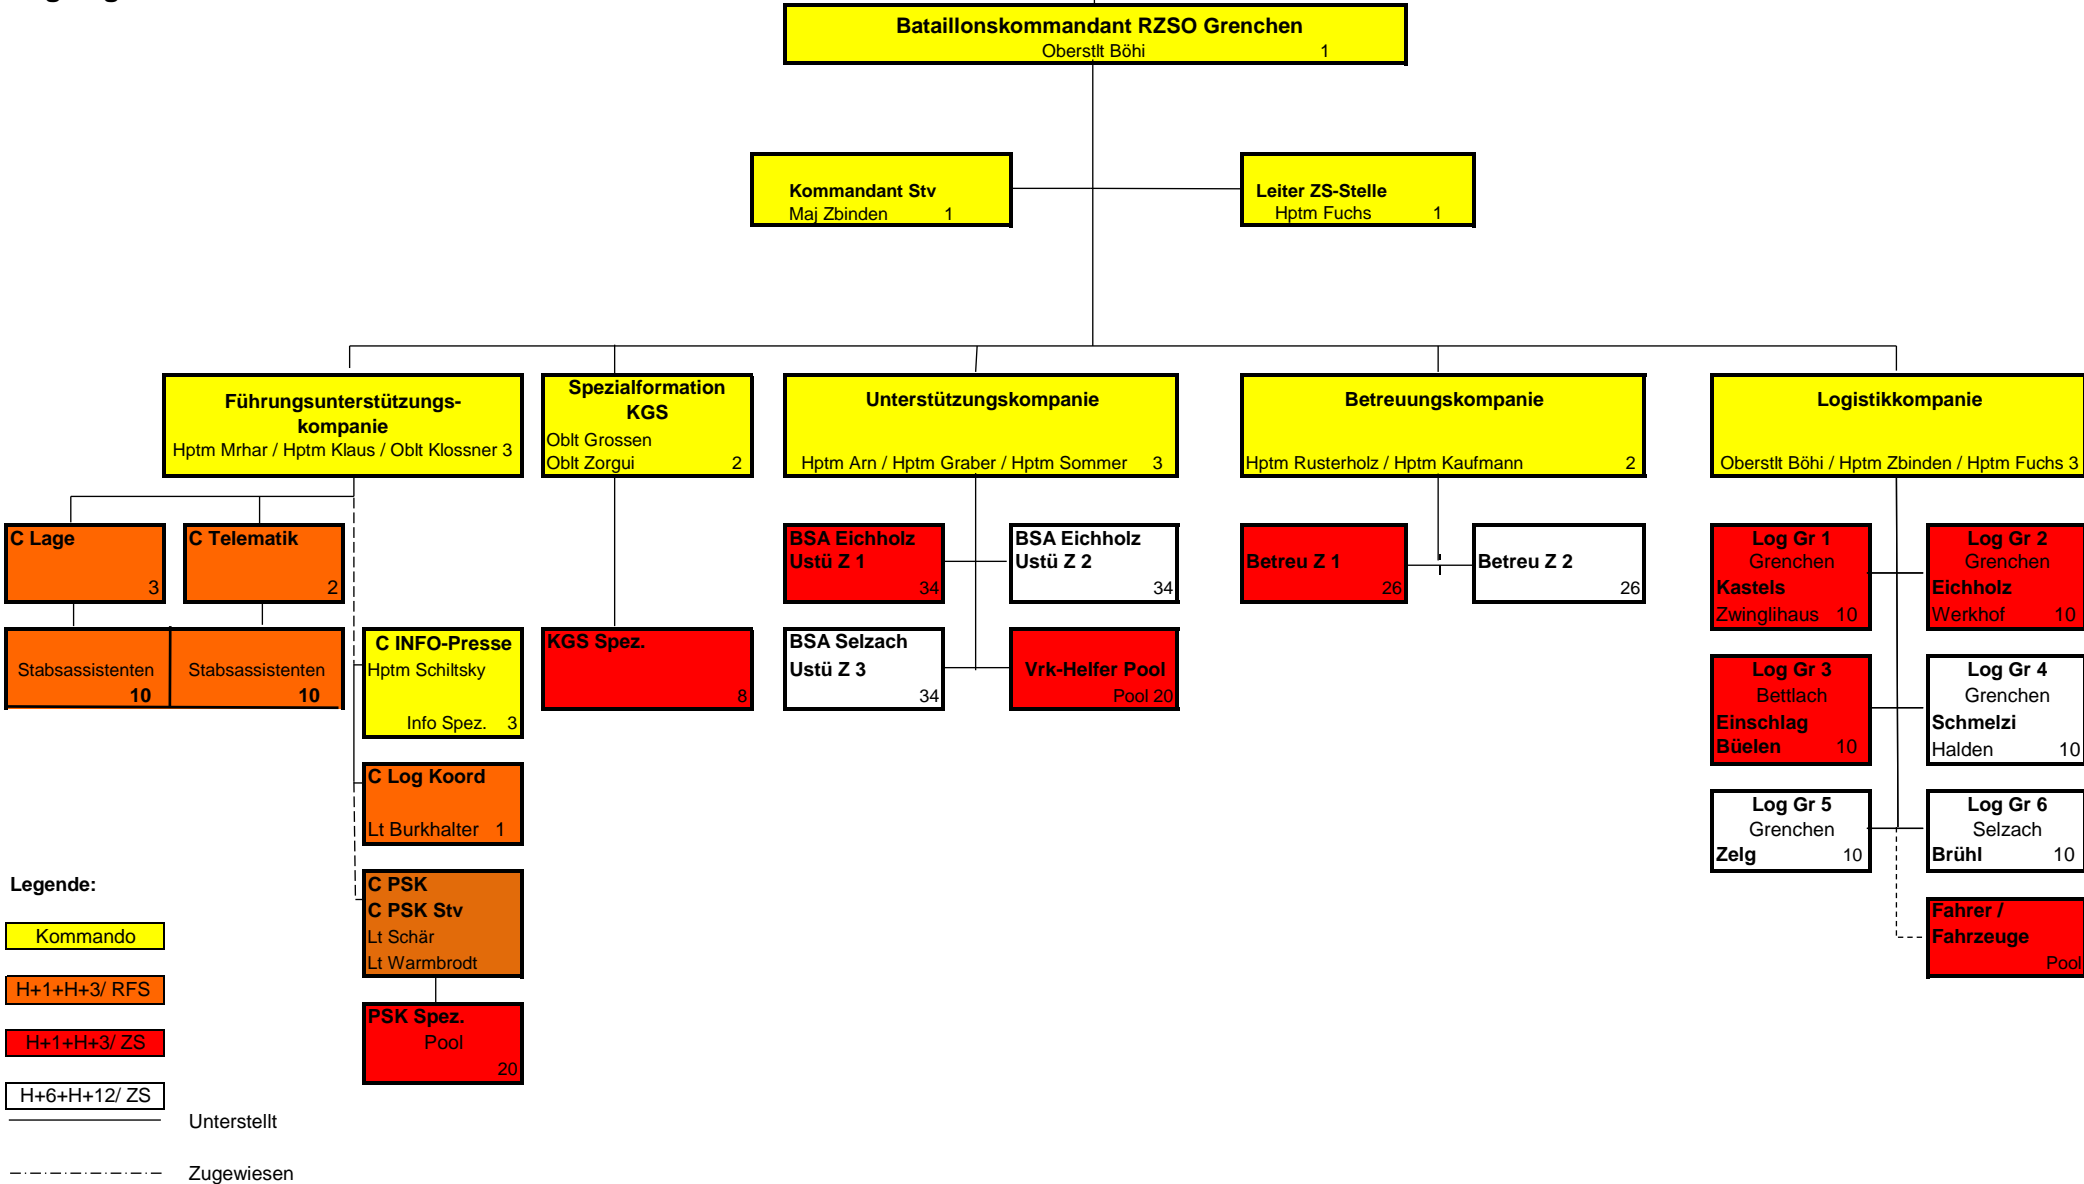 Bataillonskommandant RZSO Grenchen
Oberstlt Böhi 1
Kommandant Stv
Maj Zbinden 1
Leiter ZS-Stelle
Hptm Fuchs 1
Führungsunterstützungs-
kompanie
Hptm Mrhar / Hptm Klaus / Oblt Klossner 3
Spezialformation
KGS
Oblt Grossen
Oblt Zorgui 2
Unterstützungskompanie
Hptm Arn / Hptm Graber / Hptm Sommer 3
Betreuungskompanie
Hptm Rusterholz / Hptm Kaufmann 2
Logistikkompanie
Oberstlt Böhi / Hptm Zbinden / Hptm Fuchs 3
C Lage
3
C Telematik
2
Stabsassistenten
10
Stabsassistenten
10
C INFO-Presse
Hptm Schiltsky
Info Spez. 3
C Log Koord
Lt Burkhalter 1
C PSK
C PSK Stv
Lt Schär
Lt Warmbrodt
PSK Spez.
Pool
20
KGS Spez.
8
BSA Eichholz
Ustü Z 1
34
BSA Eichholz
Ustü Z 2
34
BSA Selzach
Ustü Z 3
34
Vrk-Helfer Pool
Pool 20
Betreu Z 1
26
Betreu Z 2
26
Log Gr 1
Grenchen
Kastels
Zwinglihaus 10
Log Gr 2
Grenchen
Eichholz
Werkhof 10
Log Gr 3
Bettlach
Einschlag
Büelen 10
Log Gr 4
Grenchen
Schmelzi
Halden 10
Log Gr 5
Grenchen
Zelg 10
Log Gr 6
Selzach
Brühl 10
Fahrer /
Fahrzeuge
Pool
Legende:
Kommando
H+1+H+3/ RFS
H+1+H+3/ ZS
H+6+H+12/ ZS
Unterstellt
Zugewiesen